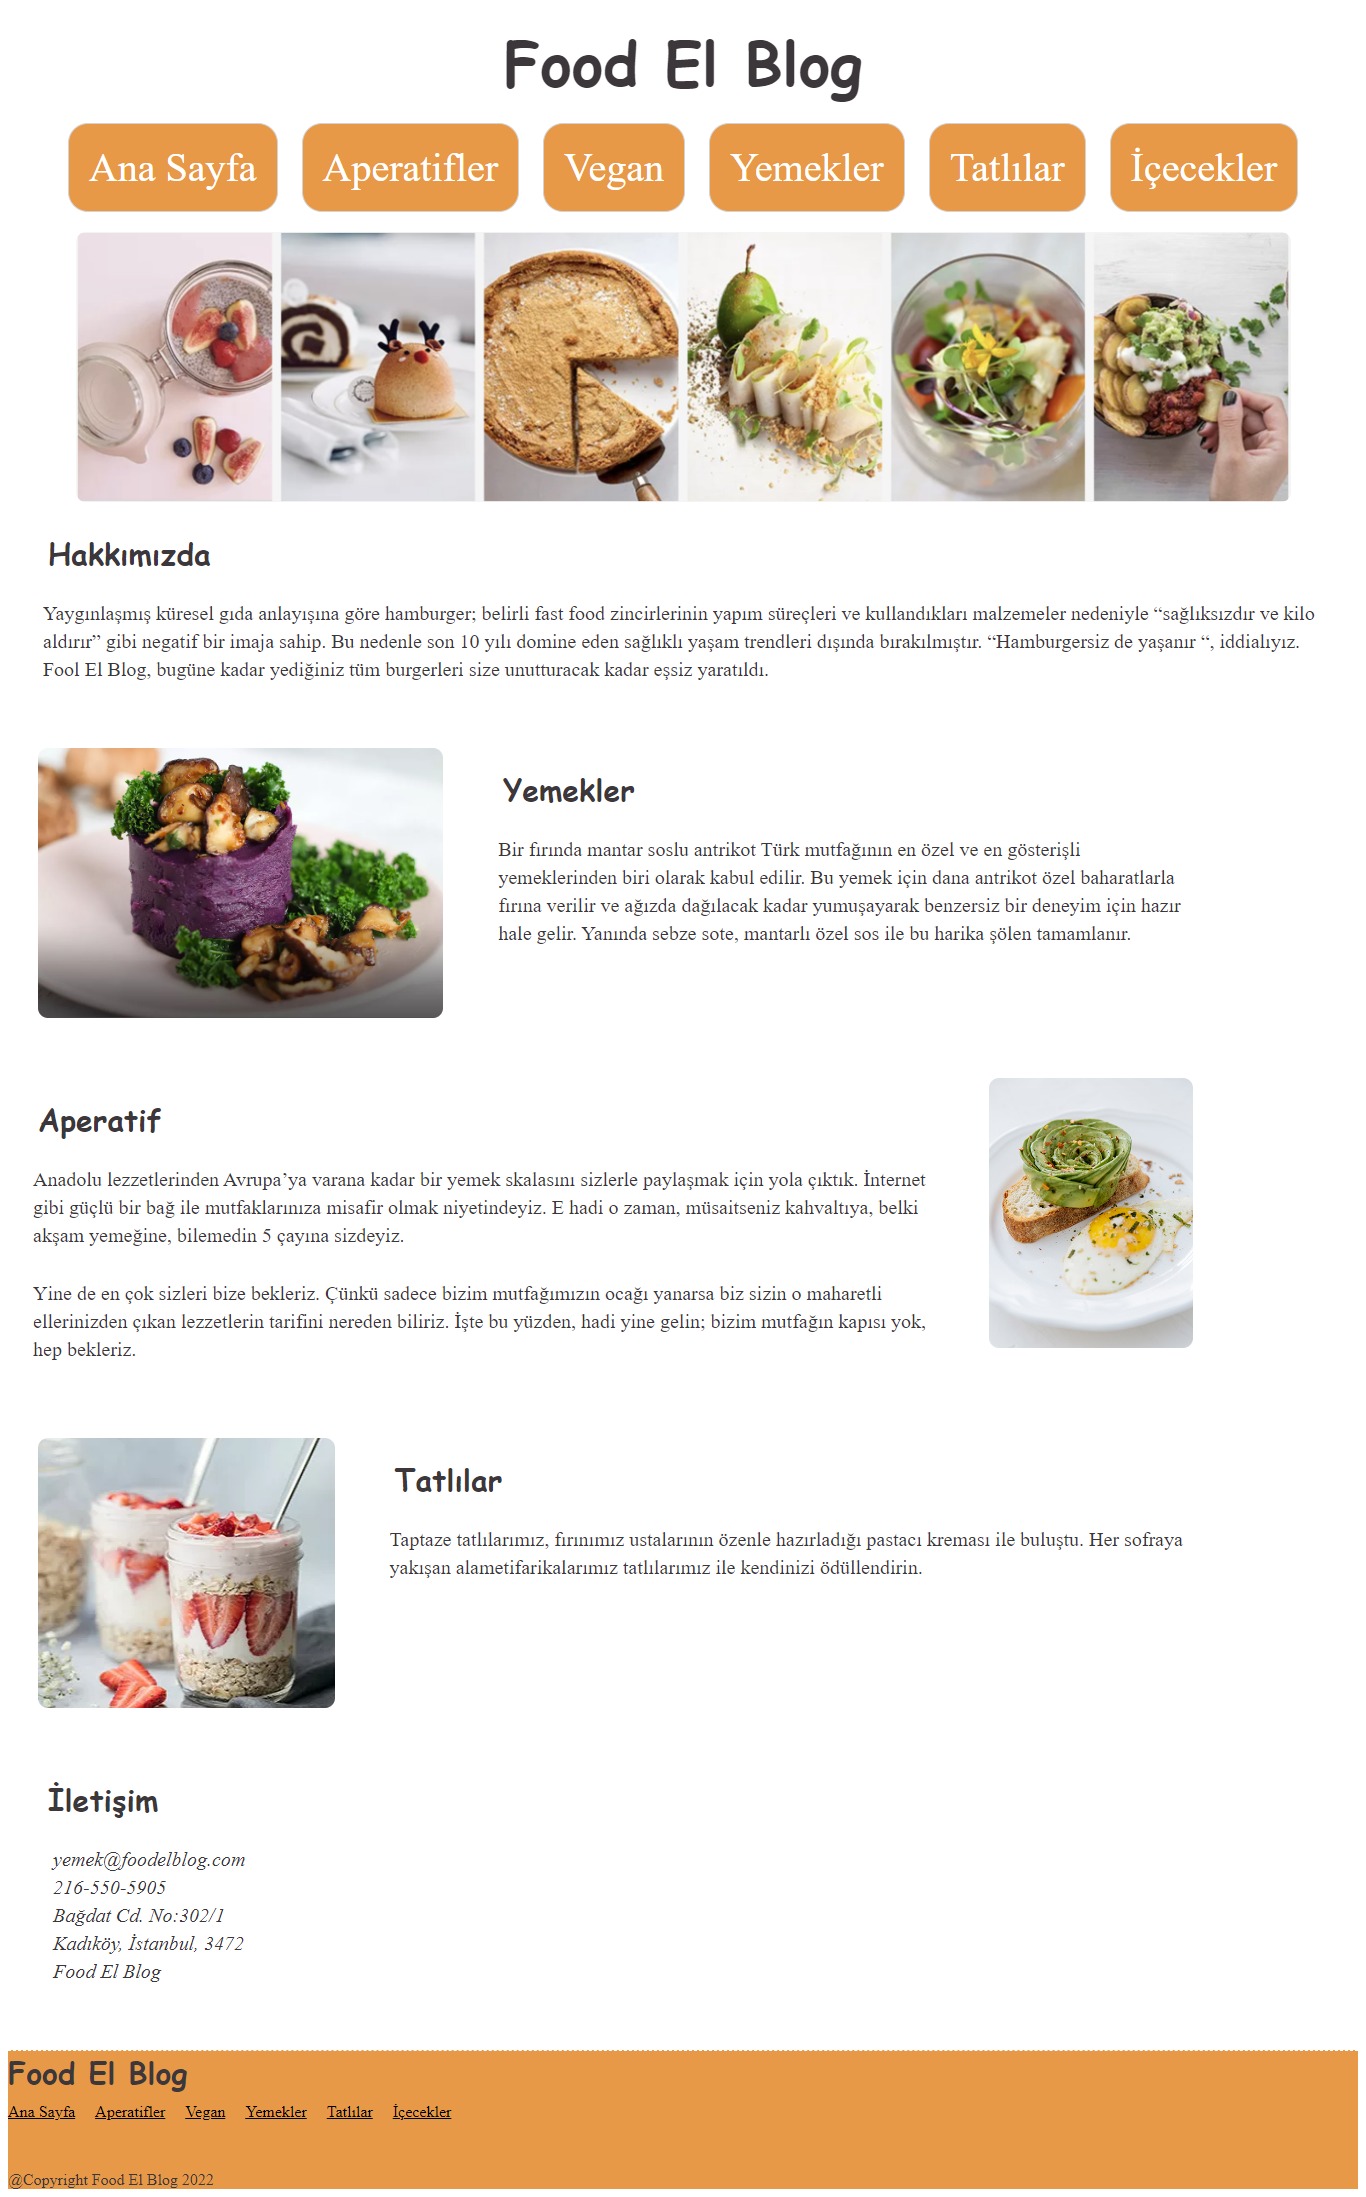 Food El Blog
Ana Sayfa Aperatifler Vegan Yemekler Tatlılar İçecekler
Hakkımızda
Yaygınlaşmış küresel gıda anlayışına göre hamburger; belirli fast food zincirlerinin yapım süreçleri ve kullandıkları malzemeler nedeniyle “sağlıksızdır ve kilo
aldırır” gibi negatif bir imaja sahip. Bu nedenle son 10 yılı domine eden sağlıklı yaşam trendleri dışında bırakılmıştır. “Hamburgersiz de yaşanır “, iddialıyız.
Fool El Blog, bugüne kadar yediğiniz tüm burgerleri size unutturacak kadar eşsiz yaratıldı.
Yemekler
Bir fırında mantar soslu antrikot Türk mutfağının en özel ve en gösterişli
yemeklerinden biri olarak kabul edilir. Bu yemek için dana antrikot özel baharatlarla
fırına verilir ve ağızda dağılacak kadar yumuşayarak benzersiz bir deneyim için hazır
hale gelir. Yanında sebze sote, mantarlı özel sos ile bu harika şölen tamamlanır.
Aperatif
Anadolu lezzetlerinden Avrupa’ya varana kadar bir yemek skalasını sizlerle paylaşmak için yola çıktık. İnternet
gibi güçlü bir bağ ile mutfaklarınıza misafir olmak niyetindeyiz. E hadi o zaman, müsaitseniz kahvaltıya, belki
akşam yemeğine, bilemedin 5 çayına sizdeyiz.
Yine de en çok sizleri bize bekleriz. Çünkü sadece bizim mutfağımızın ocağı yanarsa biz sizin o maharetli
ellerinizden çıkan lezzetlerin tarifini nereden biliriz. İşte bu yüzden, hadi yine gelin; bizim mutfağın kapısı yok,
hep bekleriz.
Tatlılar
Taptaze tatlılarımız, fırınımız ustalarının özenle hazırladığı pastacı kreması ile buluştu. Her sofraya
yakışan alametifarikalarımız tatlılarımız ile kendinizi ödüllendirin.
İletişim
yemek@foodelblog.com
216-550-5905
Bağdat Cd. No:302/1
Kadıköy, İstanbul, 3472
Food El Blog
Food El Blog
Ana Sayfa Aperatifler Vegan Yemekler Tatlılar İçecekler
@Copyright Food El Blog 2022